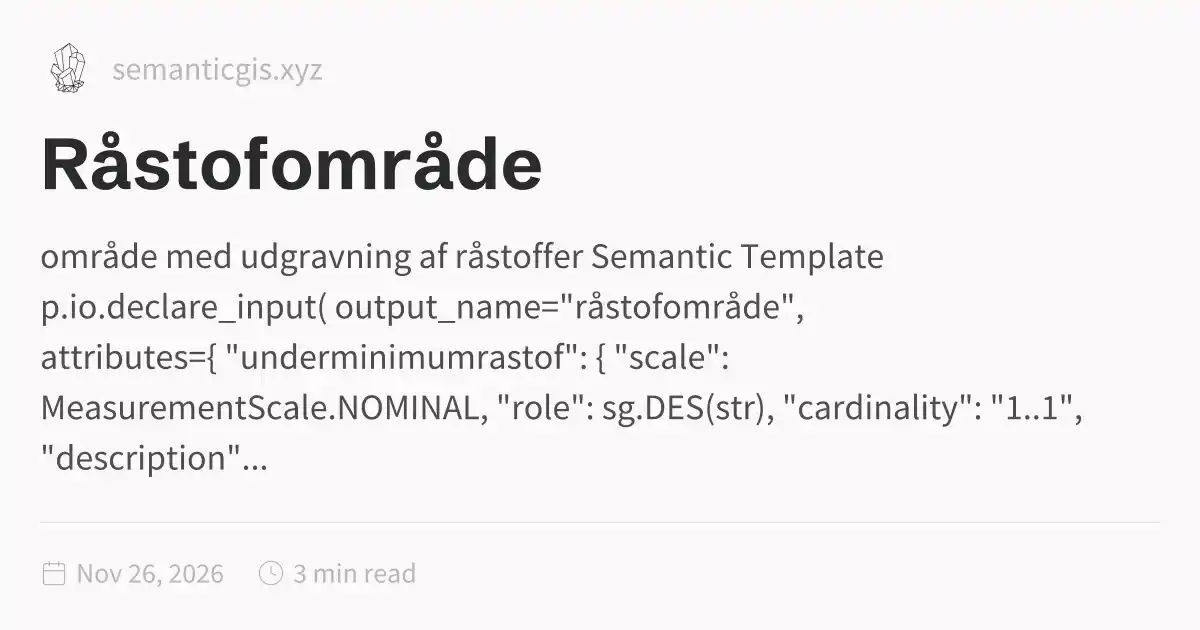 semanticgis.xyz
Råstofområde
område med udgravning af råstoffer Semantic Template
p.io.declare_input( output_name="råstofområde",
attributes={ "underminimumrastof": { "scale":
MeasurementScale.NOMINAL, "role": sg.DES(str), "cardinality": "1..1",
"description"...
Nov 26, 2026 3 min read